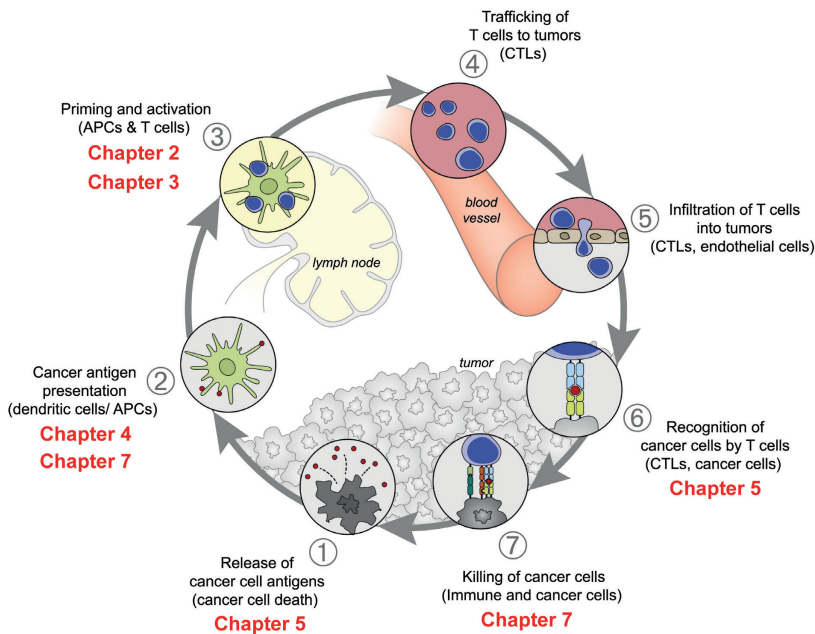 Trafficking of
T cells to tumors
(CTLs)
④
Priming and activation
(APCs & T cells)
③
Chapter 2
Chapter 3
blood
vessel
⑤
Infiltration of T cells
into tumors
(CTLs, endothelial cells)
lymph node
tumor
Cancer antigen
presentation
(dendritic cells/ APCs)
②
Chapter 4
Chapter 7
⑥
Recognition of
cancer cells by T cells
(CTLs, cancer cells)
Chapter 5
①
Release of
cancer cell antigens
(cancer cell death)
Chapter 5
⑦
Killing of cancer cells
(Immune and cancer cells)
Chapter 7